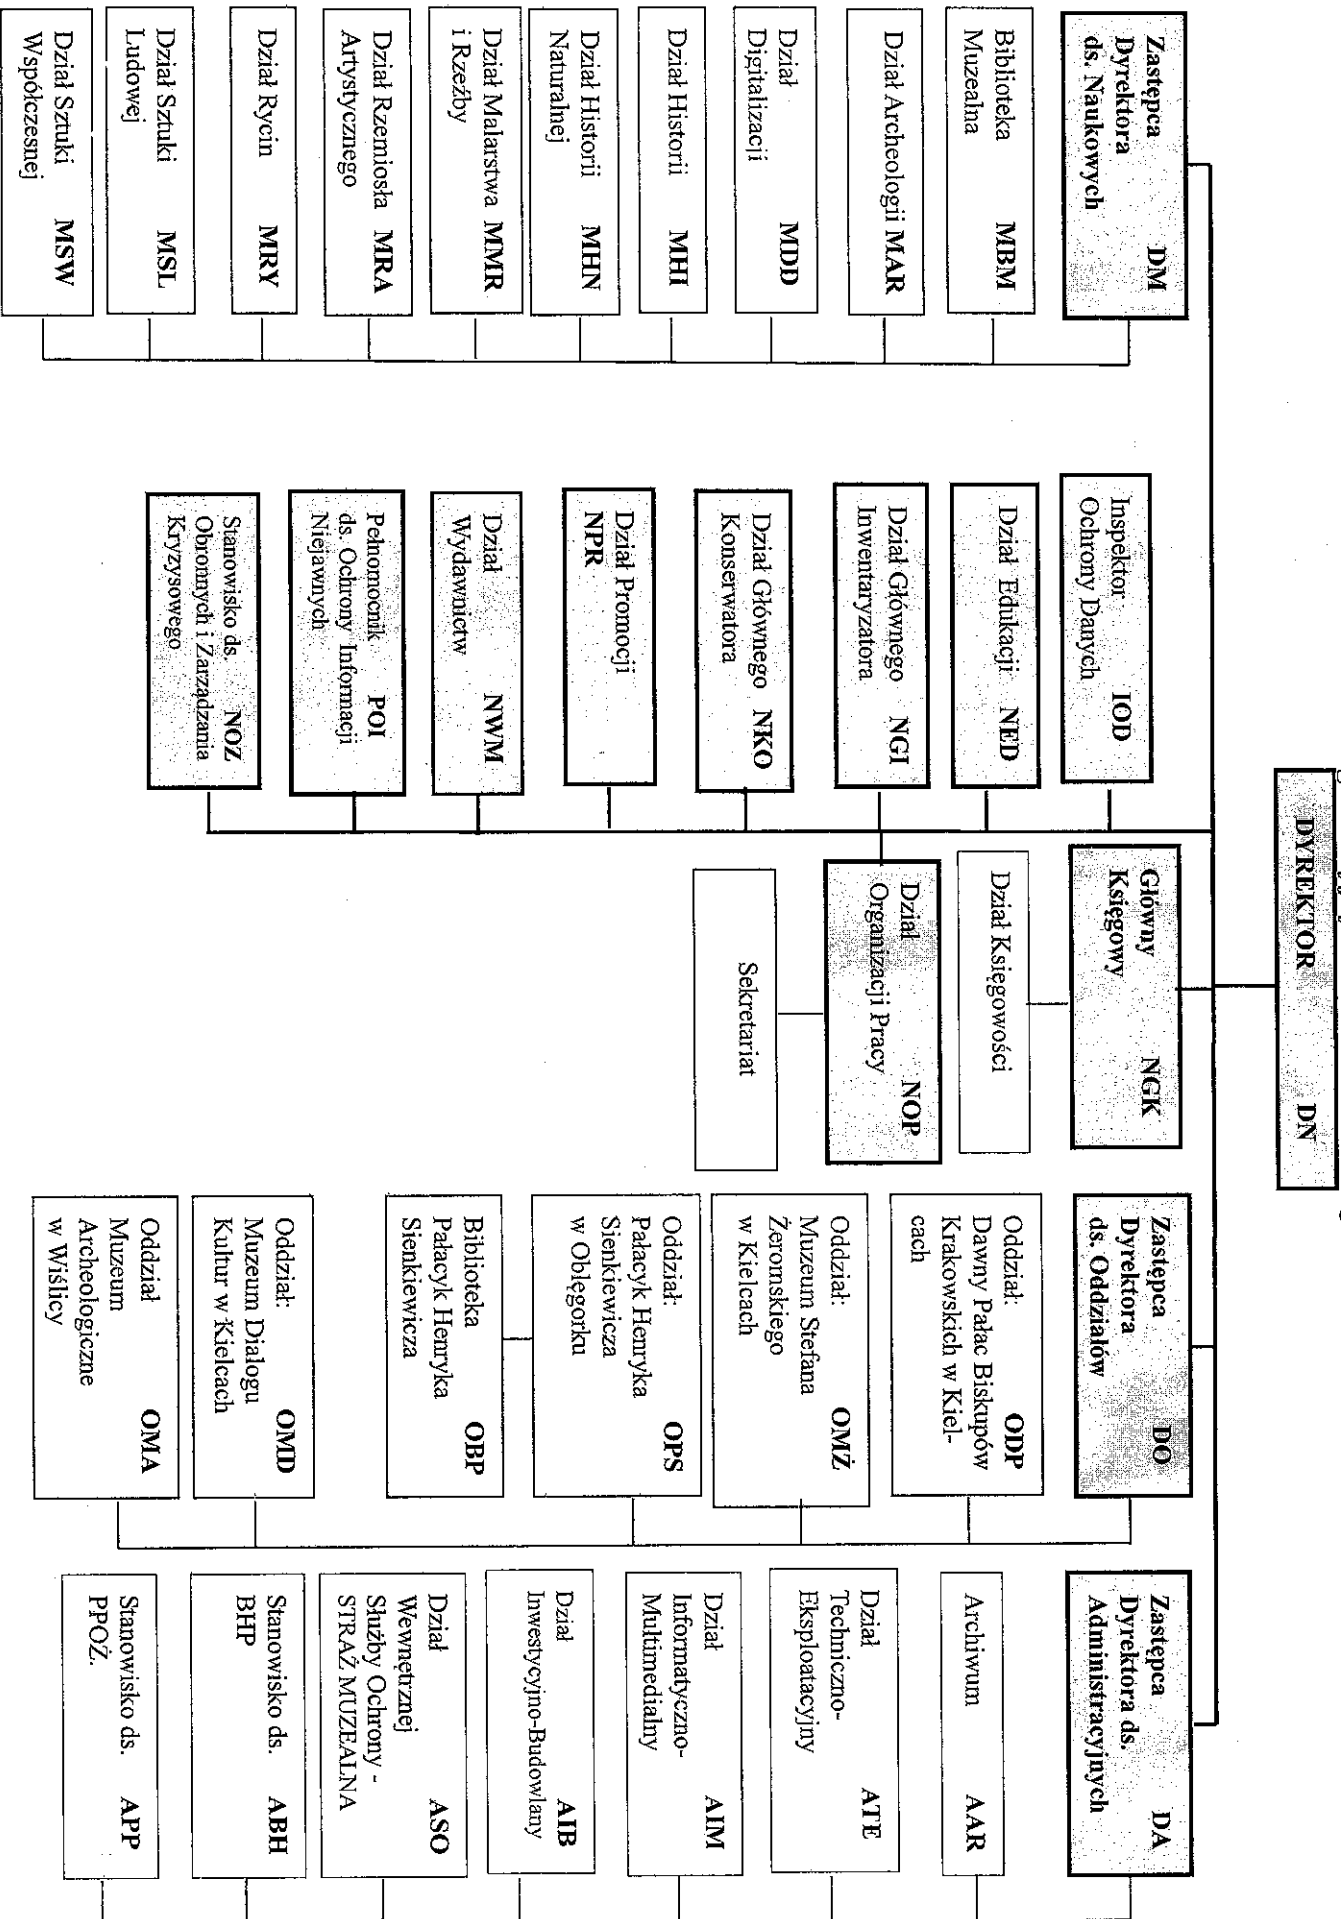 DYREKTOR DN
Zastępca
Dyrektora
ds. Naukowych DM
Biblioteka
Muzealna MBM
Dział Archeologii MAR
Dział
Digitalizacji MDD
Dział Historii MHI
Dział Historii
Naturalnej MHN
Dział Malarstwa MMR
i Rzeźby
Dział Rzemiosła MRA
Artystycznego
Dział Rycin MRY
Dział Sztuki MSL
Ludowej
Dział Sztuki MSW
Współczesnej
Inspektor IOD
Ochrony Danych
Dział Edukacji NED
Dział Głównego NGI
Inwentaryzatora
Dział Głównego NKO
Konserwatora
Dział Promocji
NPR
Dział NWM
Wydawnictw
Pełnomocnik POI
ds. Ochrony Informacji
Niejawnych
Stanowisko ds. NOZ
Obronnych i Zarządzania
Kryzysowego
Główny NGK
Księgowy
Dział Księgowości
Dział NOP
Organizacji Pracy
Sekretariat
Zastępca DO
Dyrektora
ds. Oddziałów
Oddział: ODP
Dawny Pałac Biskupów
Krakowskich w Kiel-
cach
Oddział: OMŻ
Muzeum Stefana
Żeromskiego
w Kielcach
Oddział: OPS
Pałacyk Henryka
Sienkiewicza
w Oblęgorku
Biblioteka OBP
Pałacyk Henryka
Sienkiewicza
Oddział: OMD
Muzeum Dialogu
Kultur w Kielcach
Oddział OMA
Muzeum
Archeologiczne
w Wiślicy
Zastępca DA
Dyrektora ds.
Administracyjnych
Archiwum AAR
Dział ATE
Techniczno-
Eksploatacyjny
Dział AIM
Informatyczno-
Multimedialny
Dział AIB
Inwestycyjno-Budowlany
Dział ASO
Wewnętrznej
Służby Ochrony -
STRAŻ MUZEALNA
Stanowisko ds. ABH
BHP
Stanowisko ds. APP
PPOŻ.